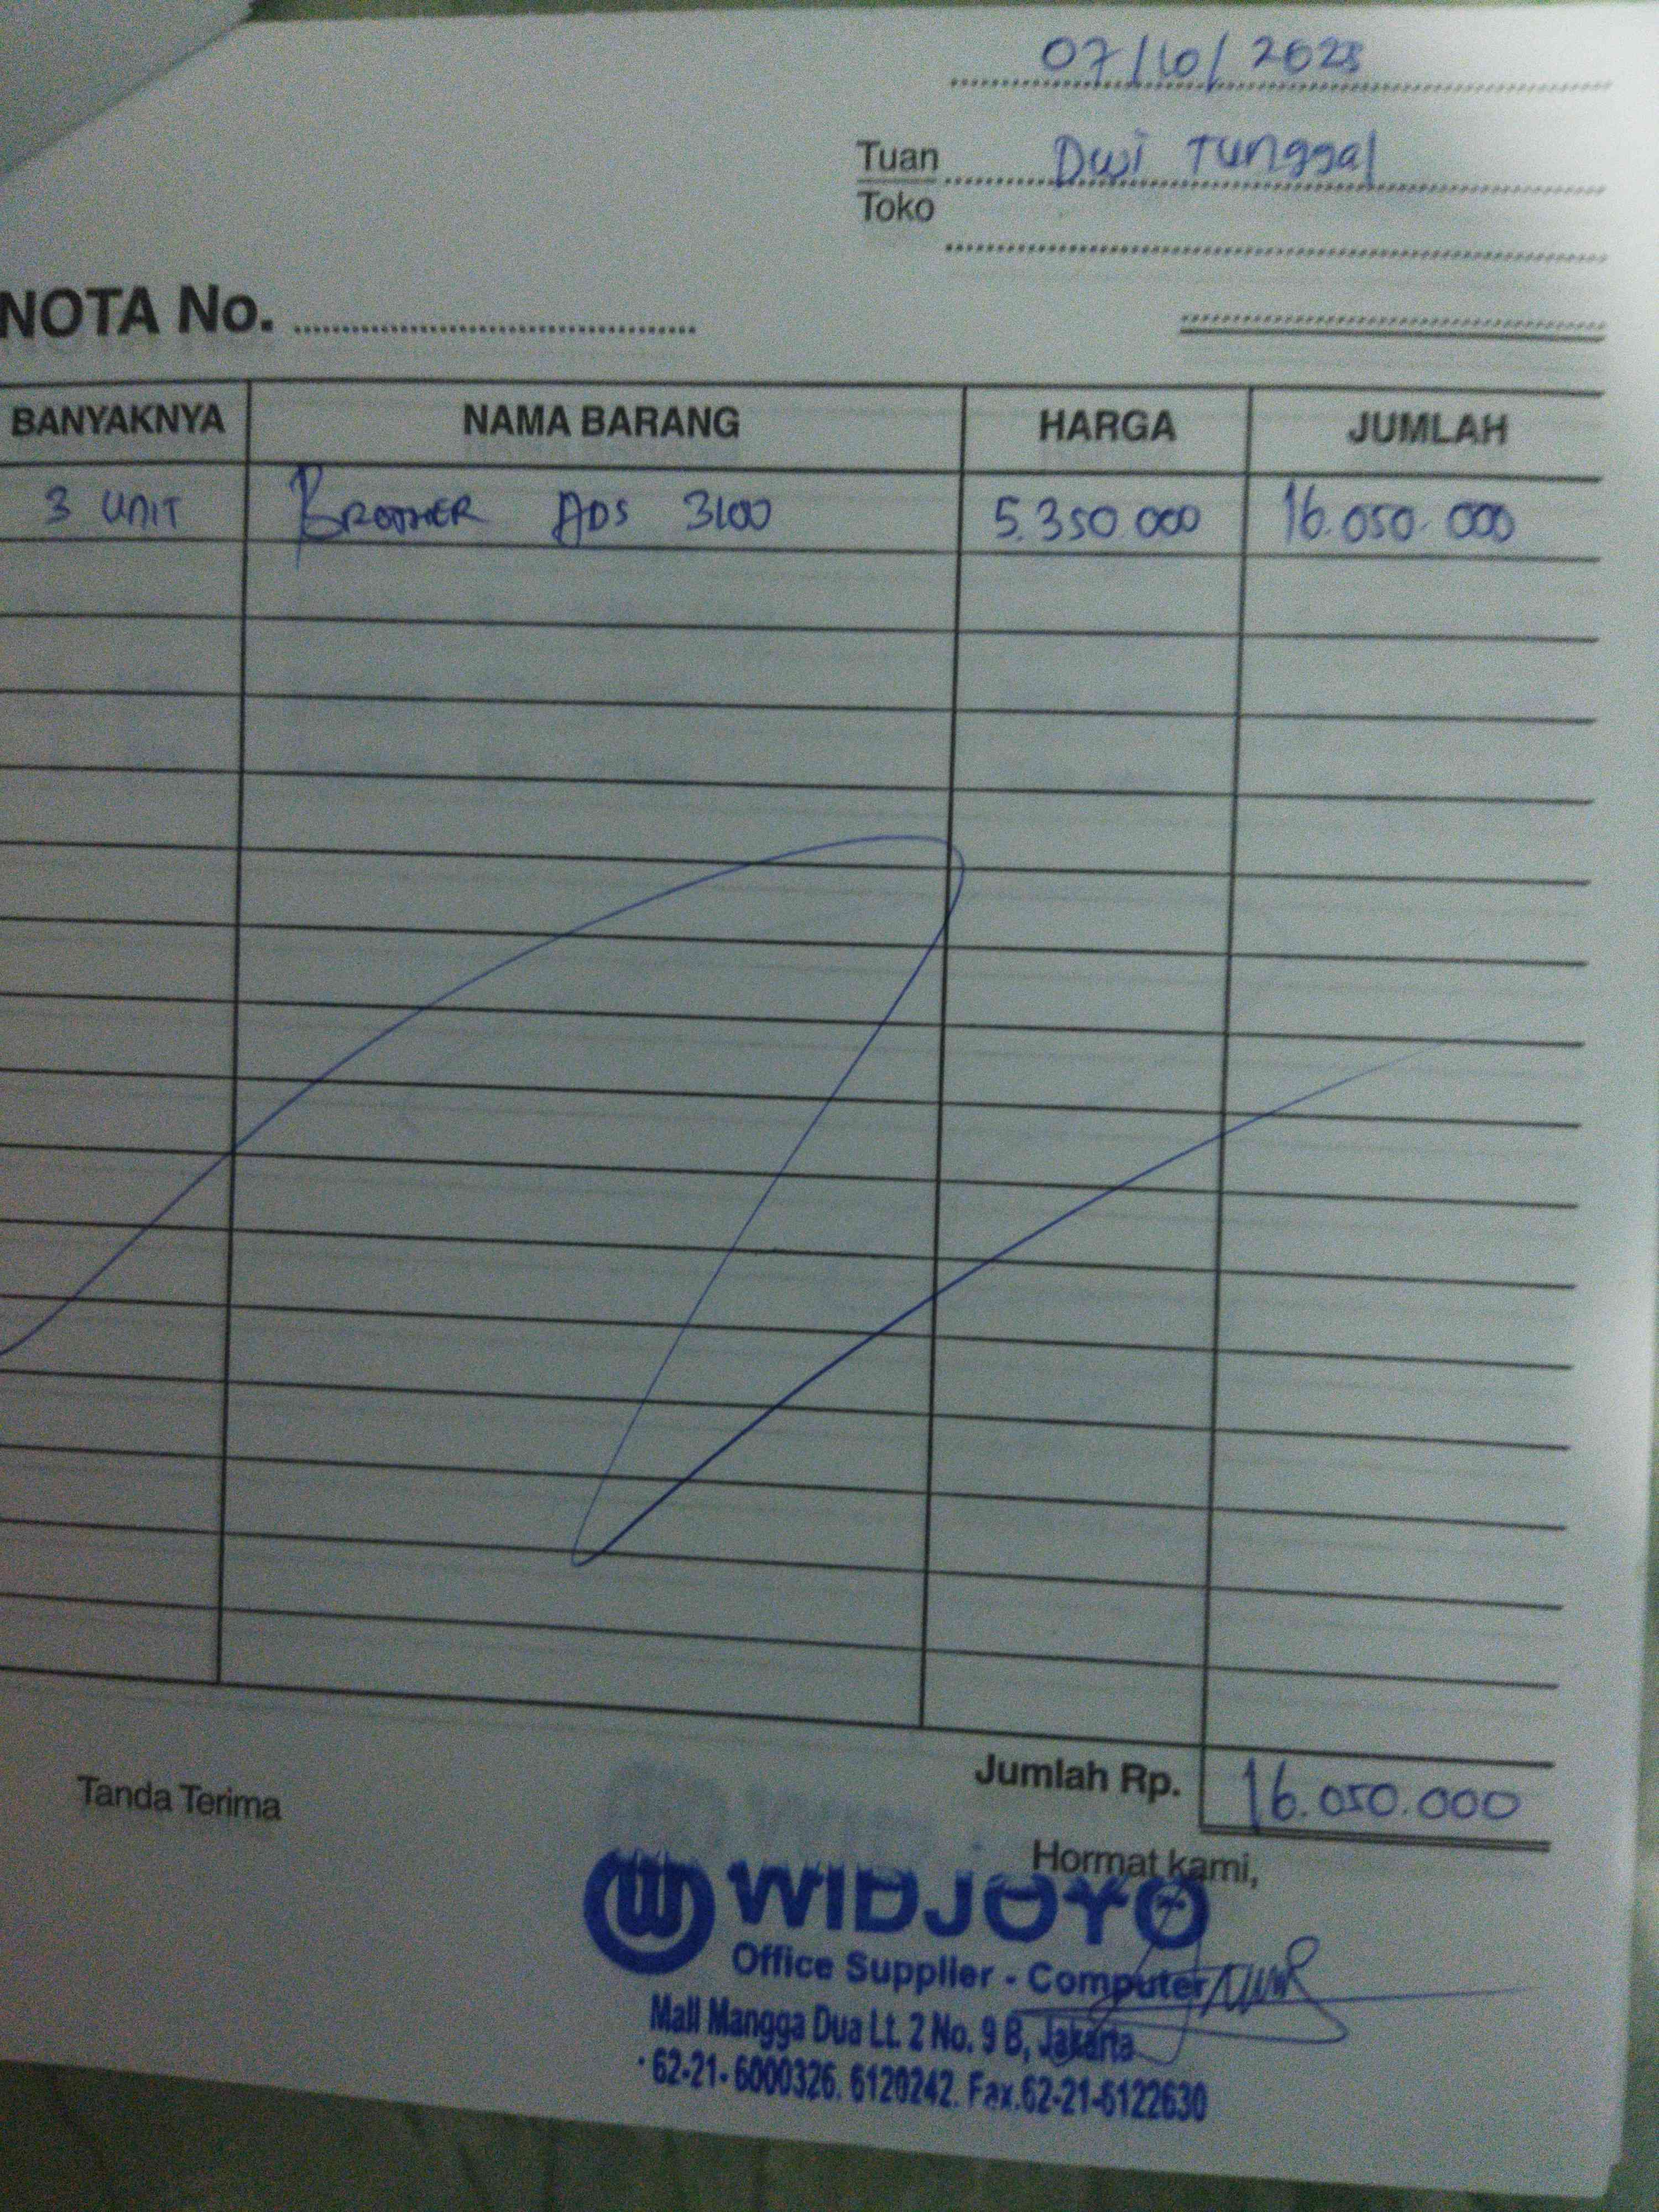 07/10/2023
Tuan Dwi Tunggal
Toko
NOTA No.
BANYAKNYA NAMA BARANG HARGA JUMLAH
3 UNIT BROTHER ADS 3100 5.350.000 16.050.000
Jumlah Rp. 16.050.000
Tanda Terima
Hormat kami,
WIDJOYO
Office Supplier - Computer
Mall Mangga Dua Lt. 2 No. 9 B, Jakarta
62-21-6000326. 6120242. Fax.62-21-6122630